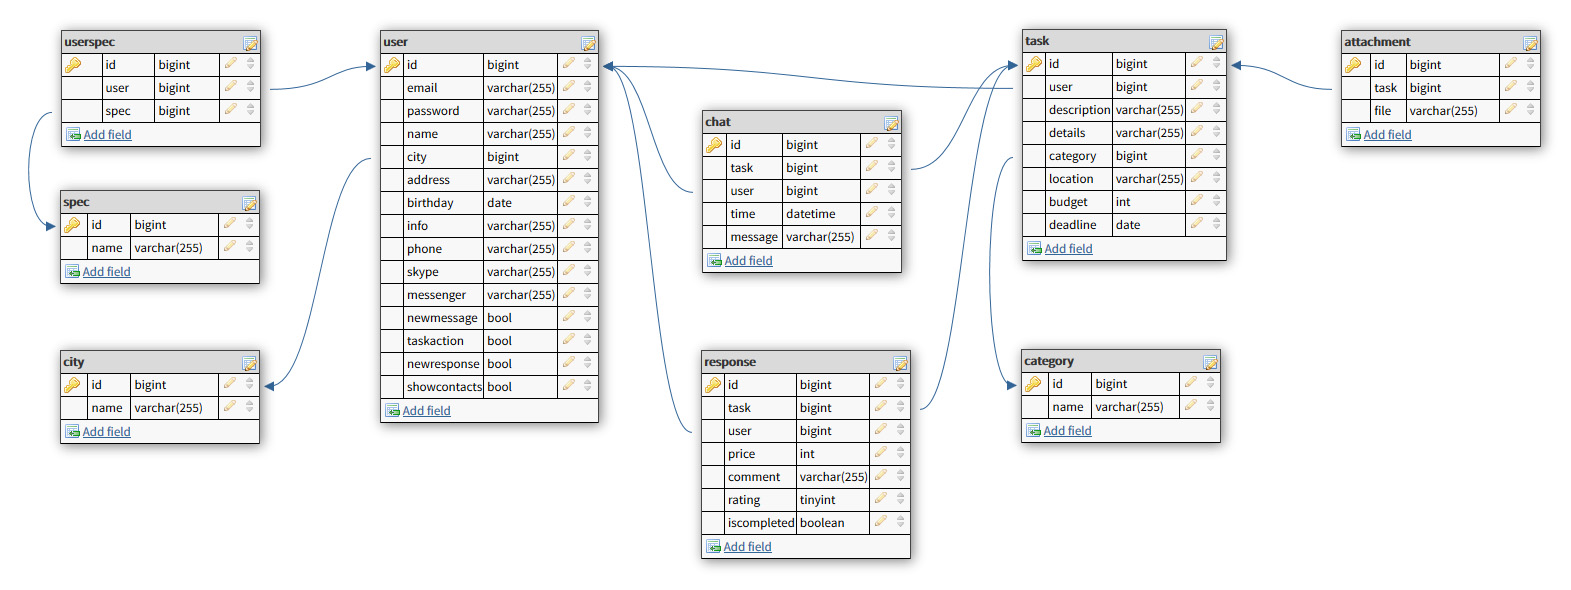 userspec
id bigint
user bigint
spec bigint
Add field
spec
id bigint
name varchar(255)
Add field
city
id bigint
name varchar(255)
Add field
user
id bigint
email varchar(255)
password varchar(255)
name varchar(255)
city bigint
address varchar(255)
birthday date
info varchar(255)
phone varchar(255)
skype varchar(255)
messenger varchar(255)
newmessage bool
taskaction bool
newresponse bool
showcontacts bool
Add field
chat
id bigint
task bigint
user bigint
time datetime
message varchar(255)
Add field
response
id bigint
task bigint
user bigint
price int
comment varchar(255)
rating tinyint
iscompleted boolean
Add field
task
id bigint
user bigint
description varchar(255)
details varchar(255)
category bigint
location varchar(255)
budget int
deadline date
Add field
category
id bigint
name varchar(255)
Add field
attachment
id bigint
task bigint
file varchar(255)
Add field